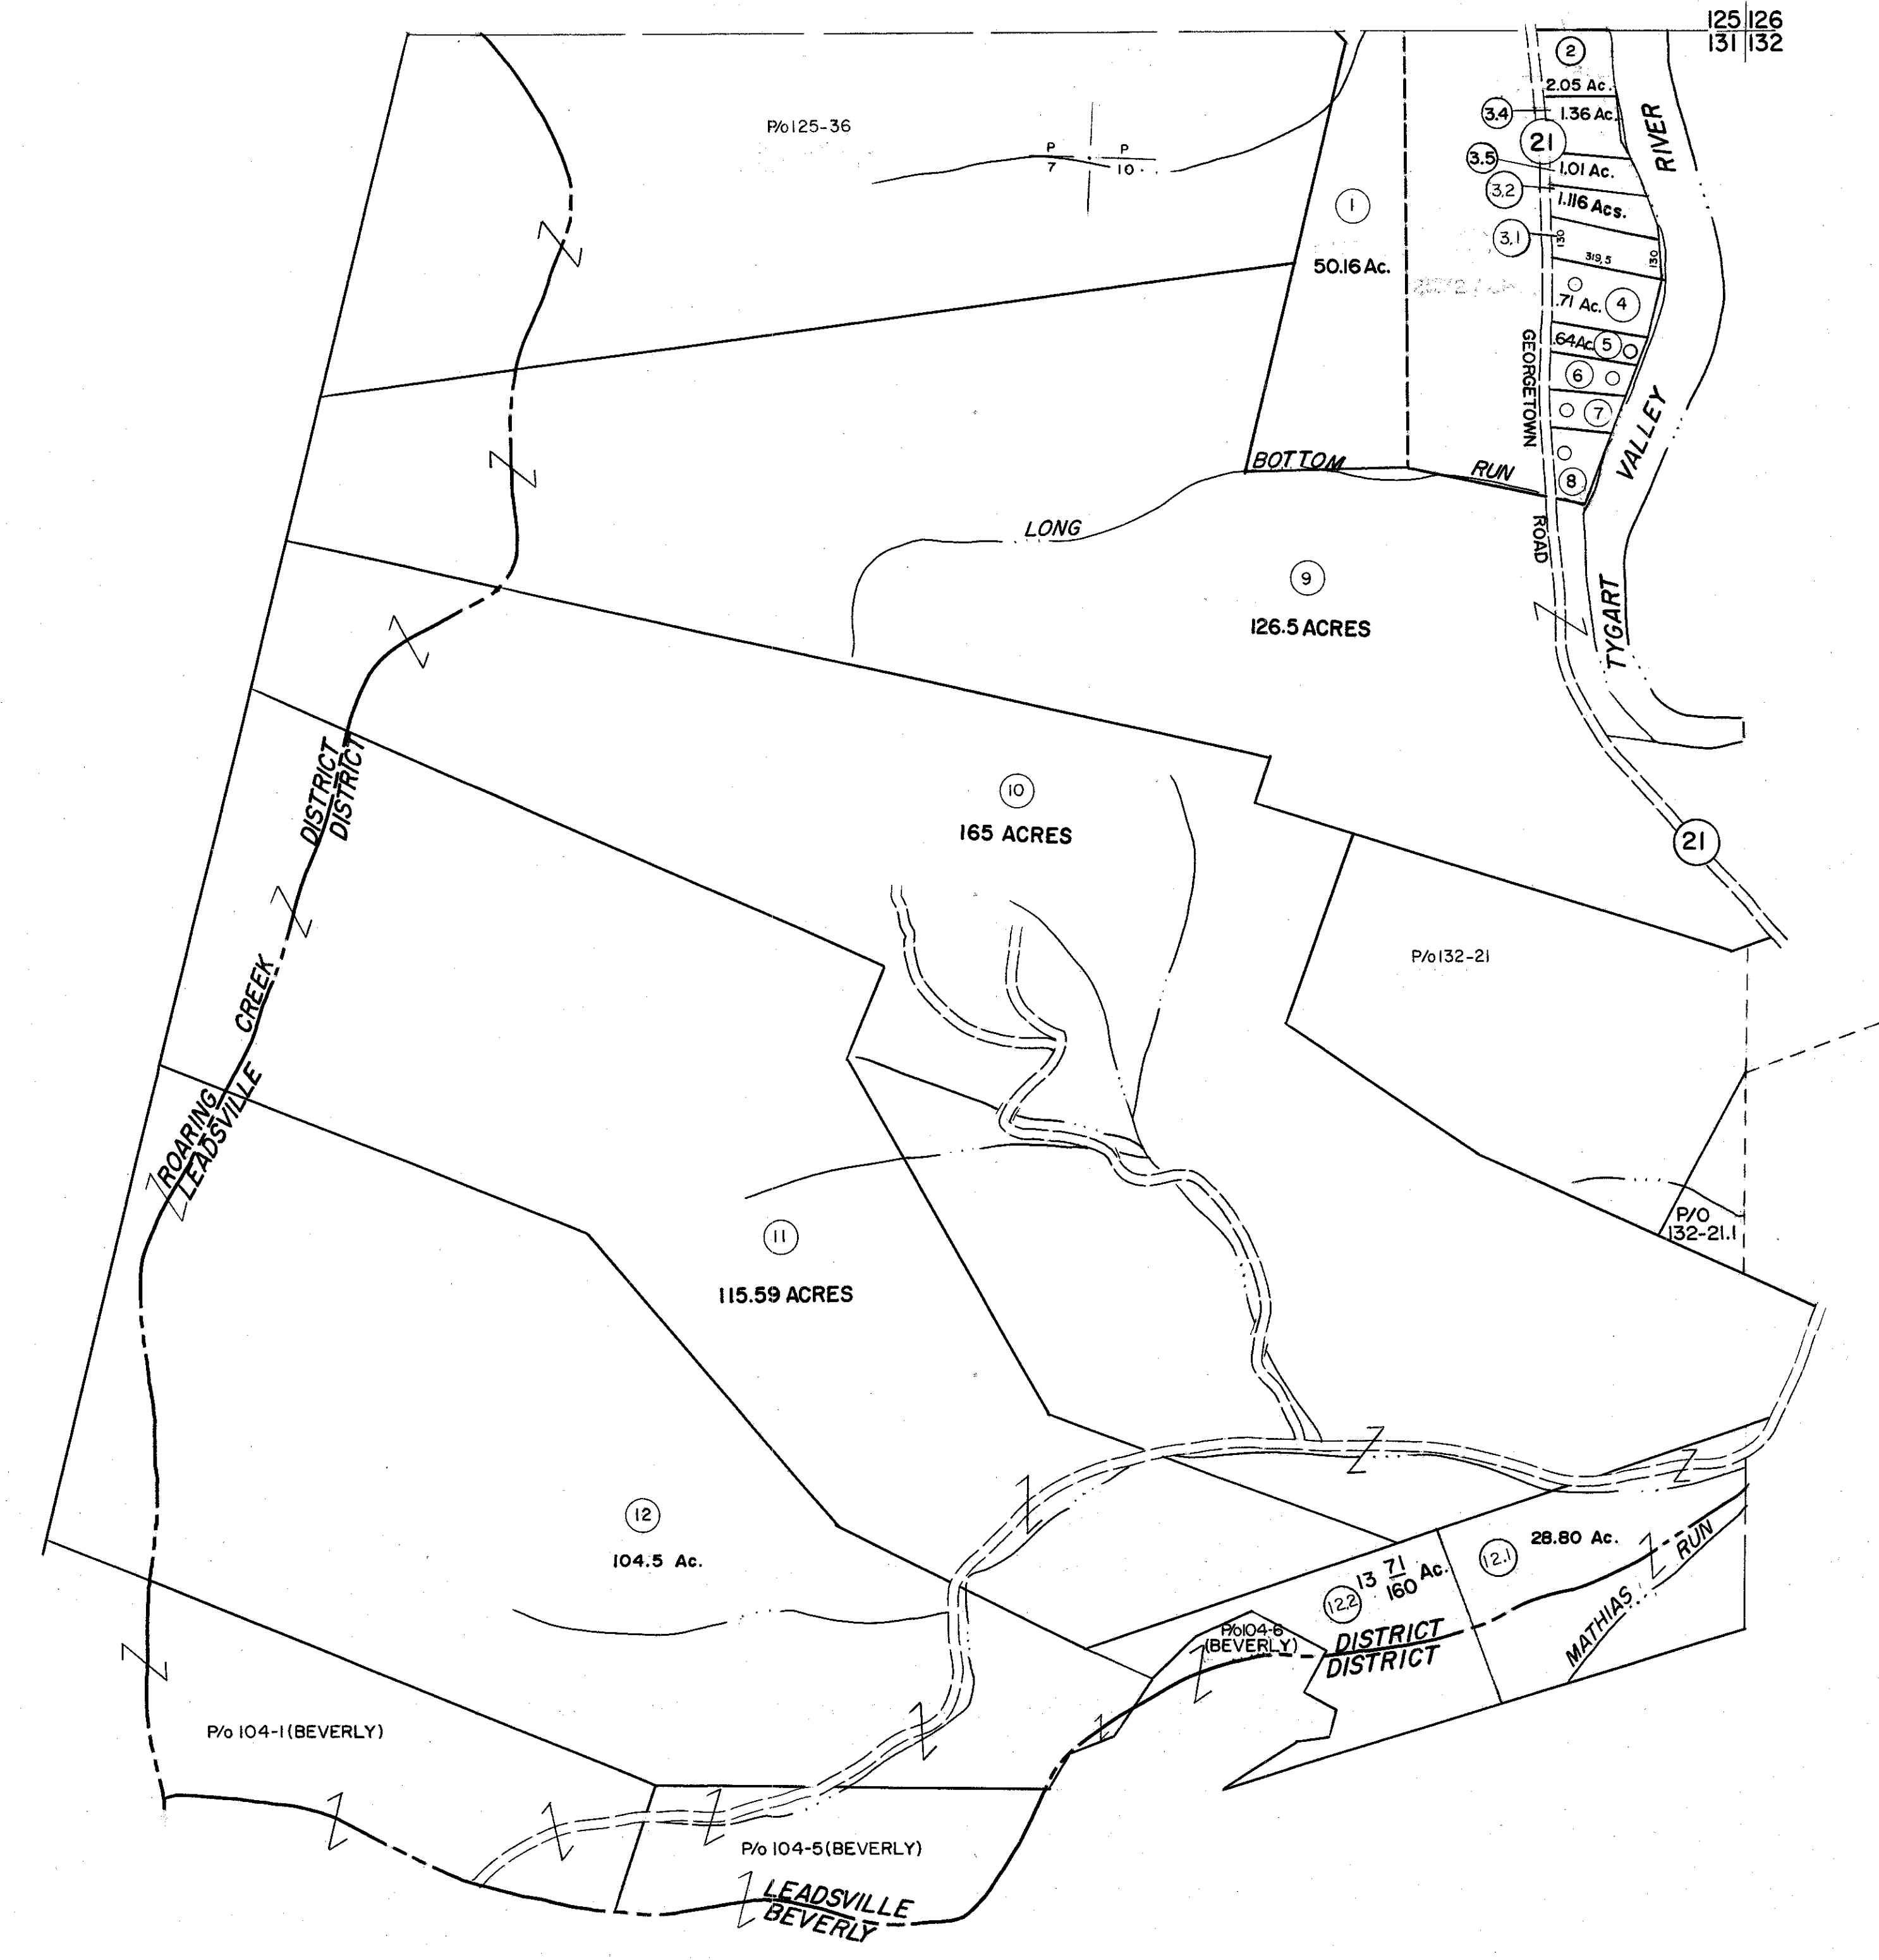 125 126
131 132
2
2.05 Ac.
3.4
1.36 Ac.
21
3.5
1.01 Ac.
3.2
1.116 Acs.
3.1
130
319.5
130
.71 Ac. 4
.64 Ac. 5
6
7
8
RIVER
VALLEY
TYGART
GEORGETOWN
ROAD
P/o 125-36
P P
7 10
1
50.16 Ac.
BOTTOM RUN
LONG
9
126.5 ACRES
DISTRICT
DISTRICT
10
165 ACRES
21
P/o 132-21
CREEK
ROARING
LEADSVILLE
P/O
132-21.1
11
115.59 ACRES
12
104.5 Ac.
12.1
28.80 Ac.
12.2
13 71/160 Ac.
RUN
MATHIAS
P/o 104-6
(BEVERLY)
DISTRICT
DISTRICT
P/o 104-1 (BEVERLY)
P/o 104-5 (BEVERLY)
LEADSVILLE
BEVERLY